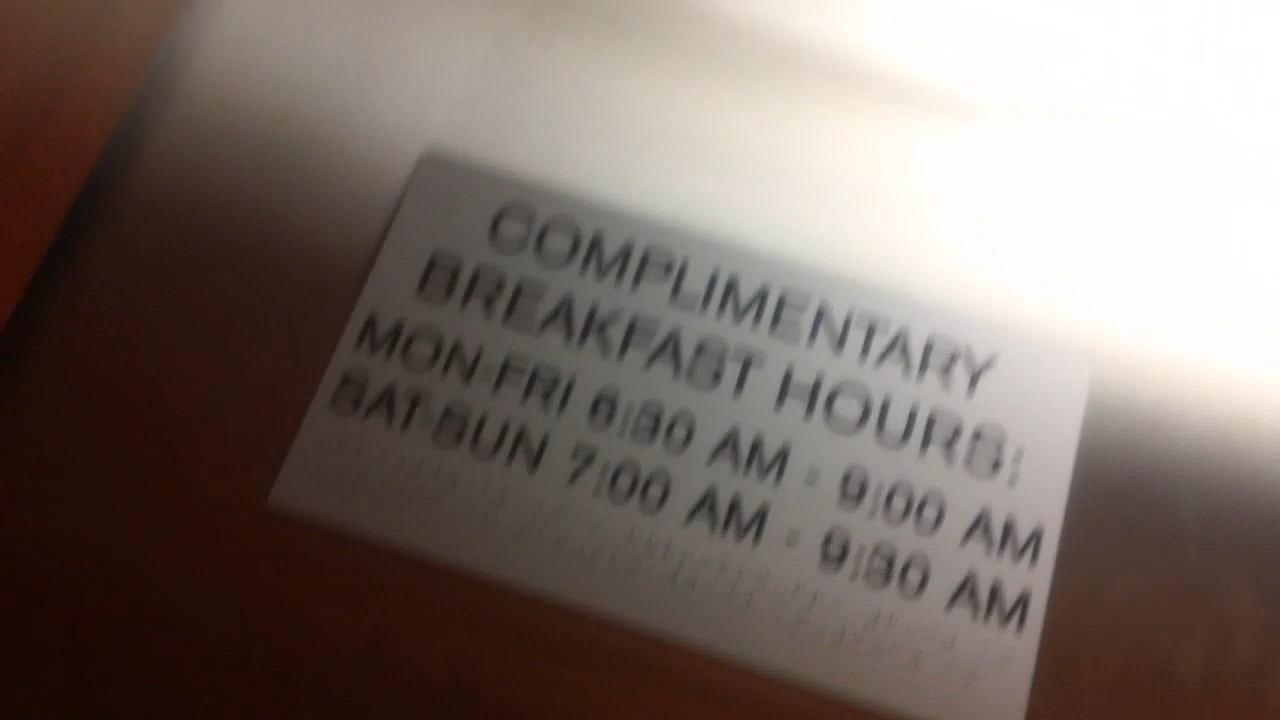 COMPLIMENTARY
BREAKFAST HOURS:
MON-FRI 6:30 AM - 9:00 AM
SAT-SUN 7:00 AM - 9:30 AM